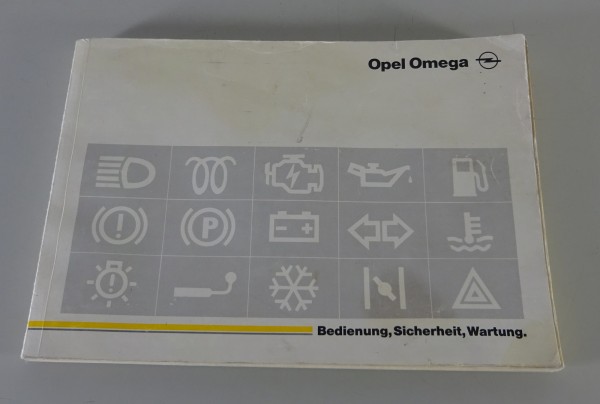 Opel Omega
P
Bedienung, Sicherheit, Wartung.